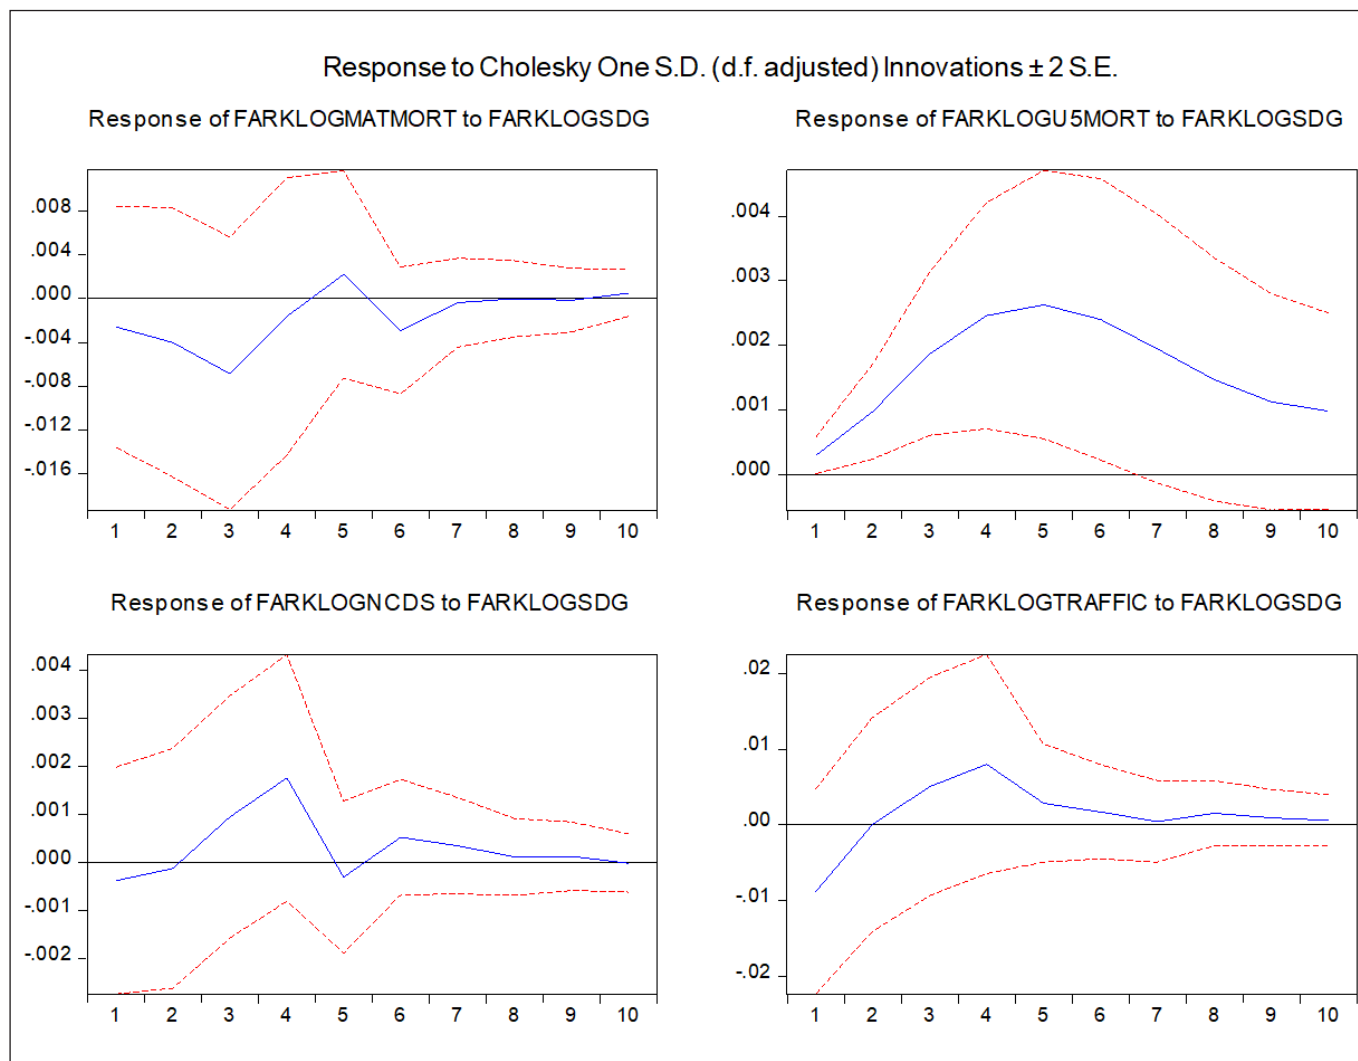 Response to Cholesky One S.D. (d.f. adjusted) Innovations ± 2 S.E.
Response of FARKLOGMATMORT to FARKLOGSDG
.008
.004
.000
-.004
-.008
-.012
-.016
1 2 3 4 5 6 7 8 9 10
Response of FARKLOGU5MORT to FARKLOGSDG
.004
.003
.002
.001
.000
1 2 3 4 5 6 7 8 9 10
Response of FARKLOGNCDS to FARKLOGSDG
.004
.003
.002
.001
.000
-.001
-.002
1 2 3 4 5 6 7 8 9 10
Response of FARKLOGTRAFFIC to FARKLOGSDG
.02
.01
.00
-.01
-.02
1 2 3 4 5 6 7 8 9 10